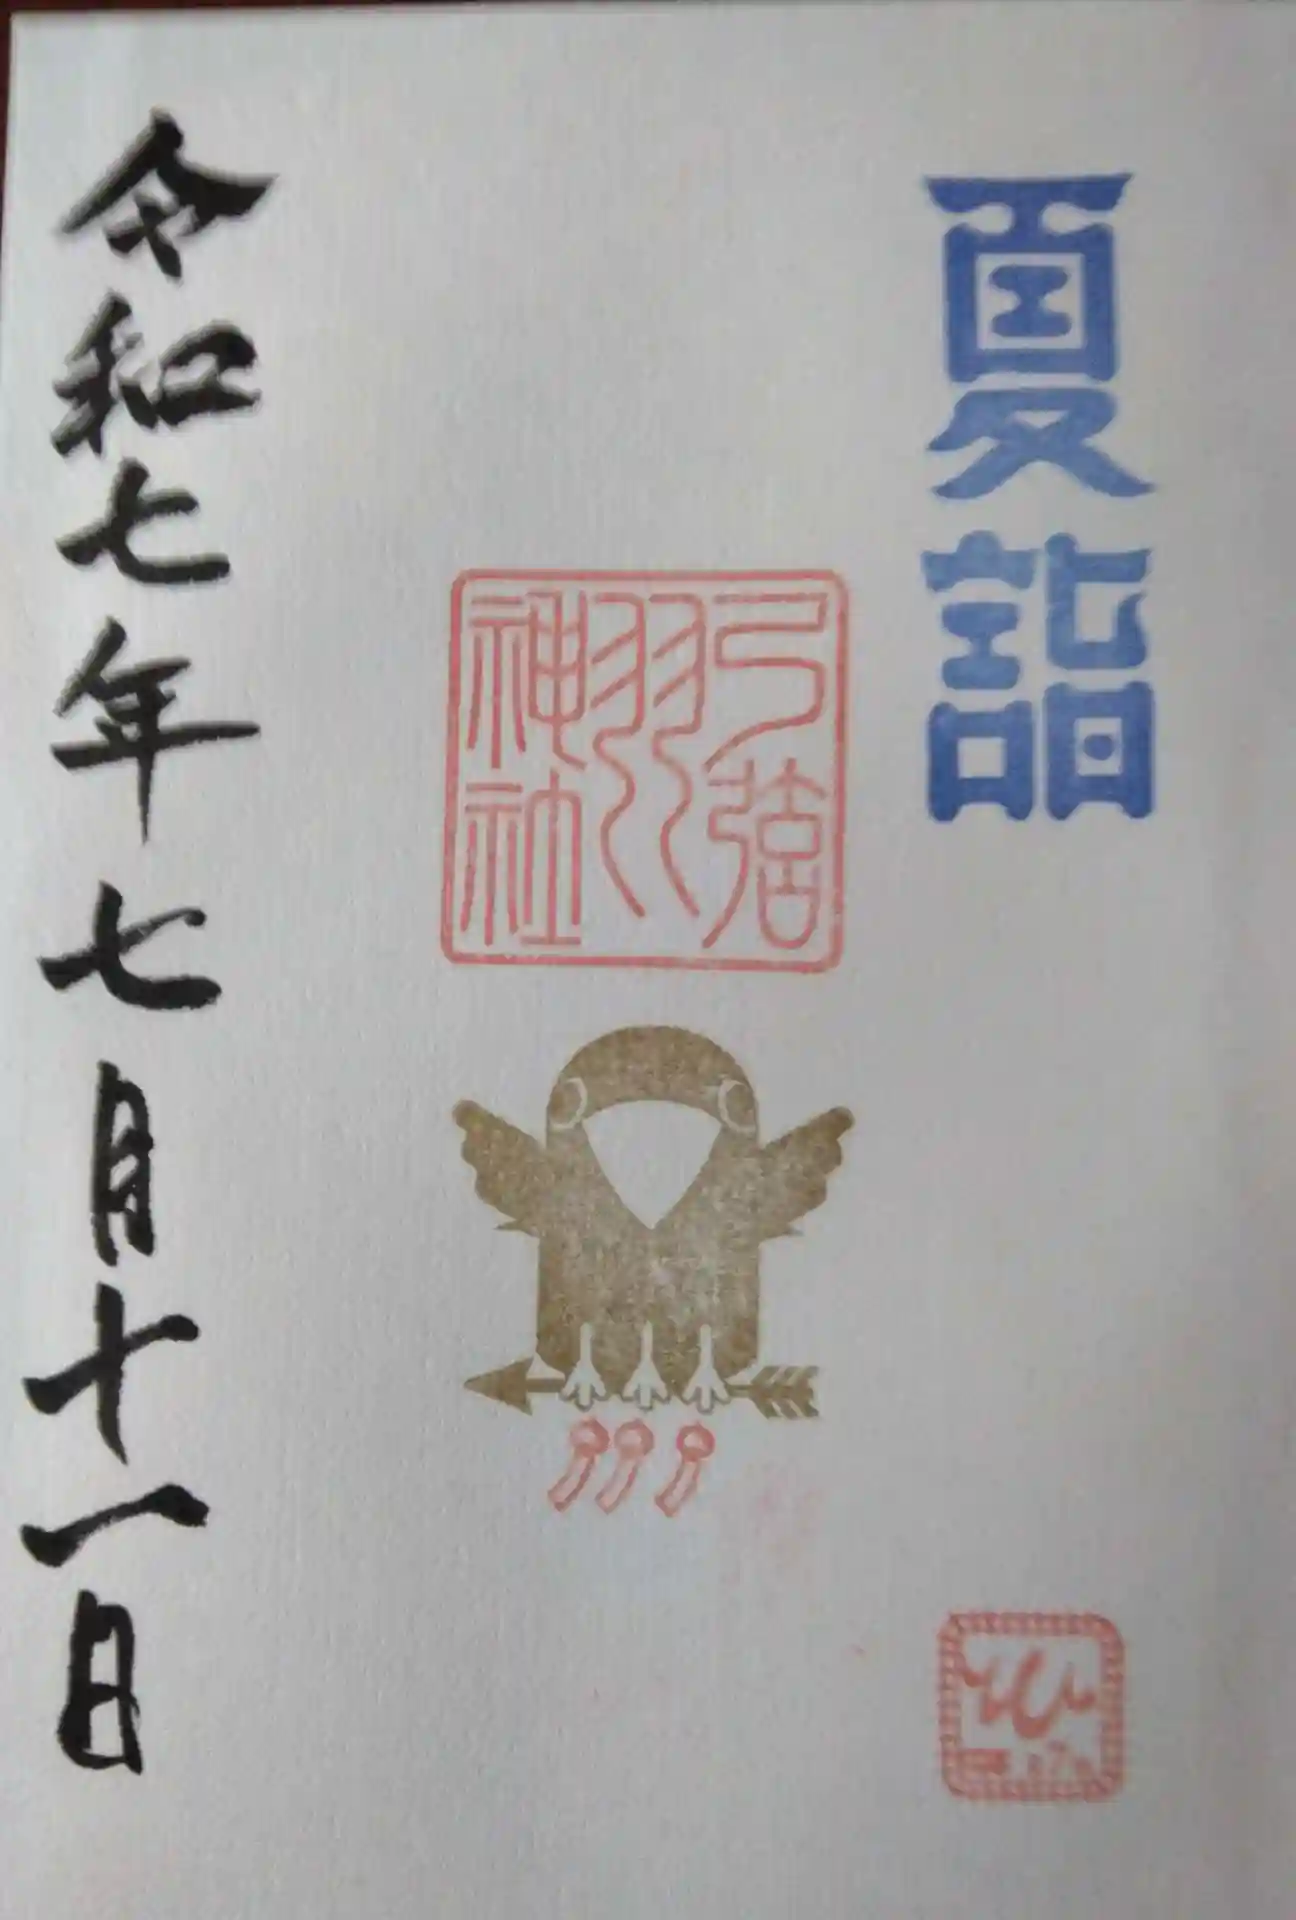 夏詣
弓弦羽神社
令和七年七月十一日